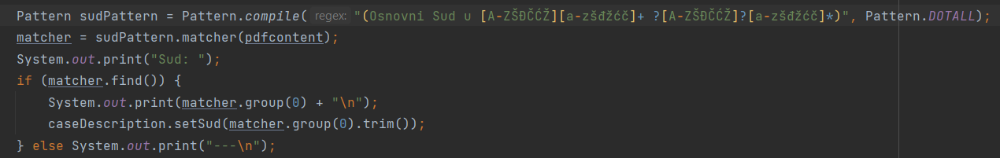 Pattern sudPattern = Pattern.compile( regex: "(Osnovni Sud u [A-ZŠĐČĆŽ][a-zšđžćč]+ ?[A-ZŠĐČĆŽ]?[a-zšđžćč]*)", Pattern.DOTALL);
matcher = sudPattern.matcher(pdfcontent);
System.out.print("Sud: ");
if (matcher.find()) {
    System.out.print(matcher.group(0) + "\n");
    caseDescription.setSud(matcher.group(0).trim());
} else System.out.print("---\n");